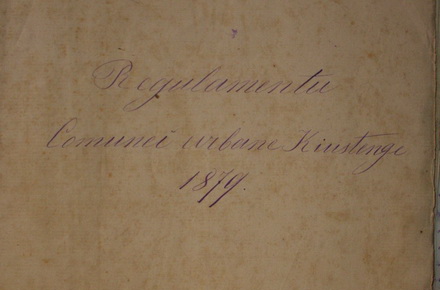 Regulamentu
Comunei urbane Kiustenge
1879.